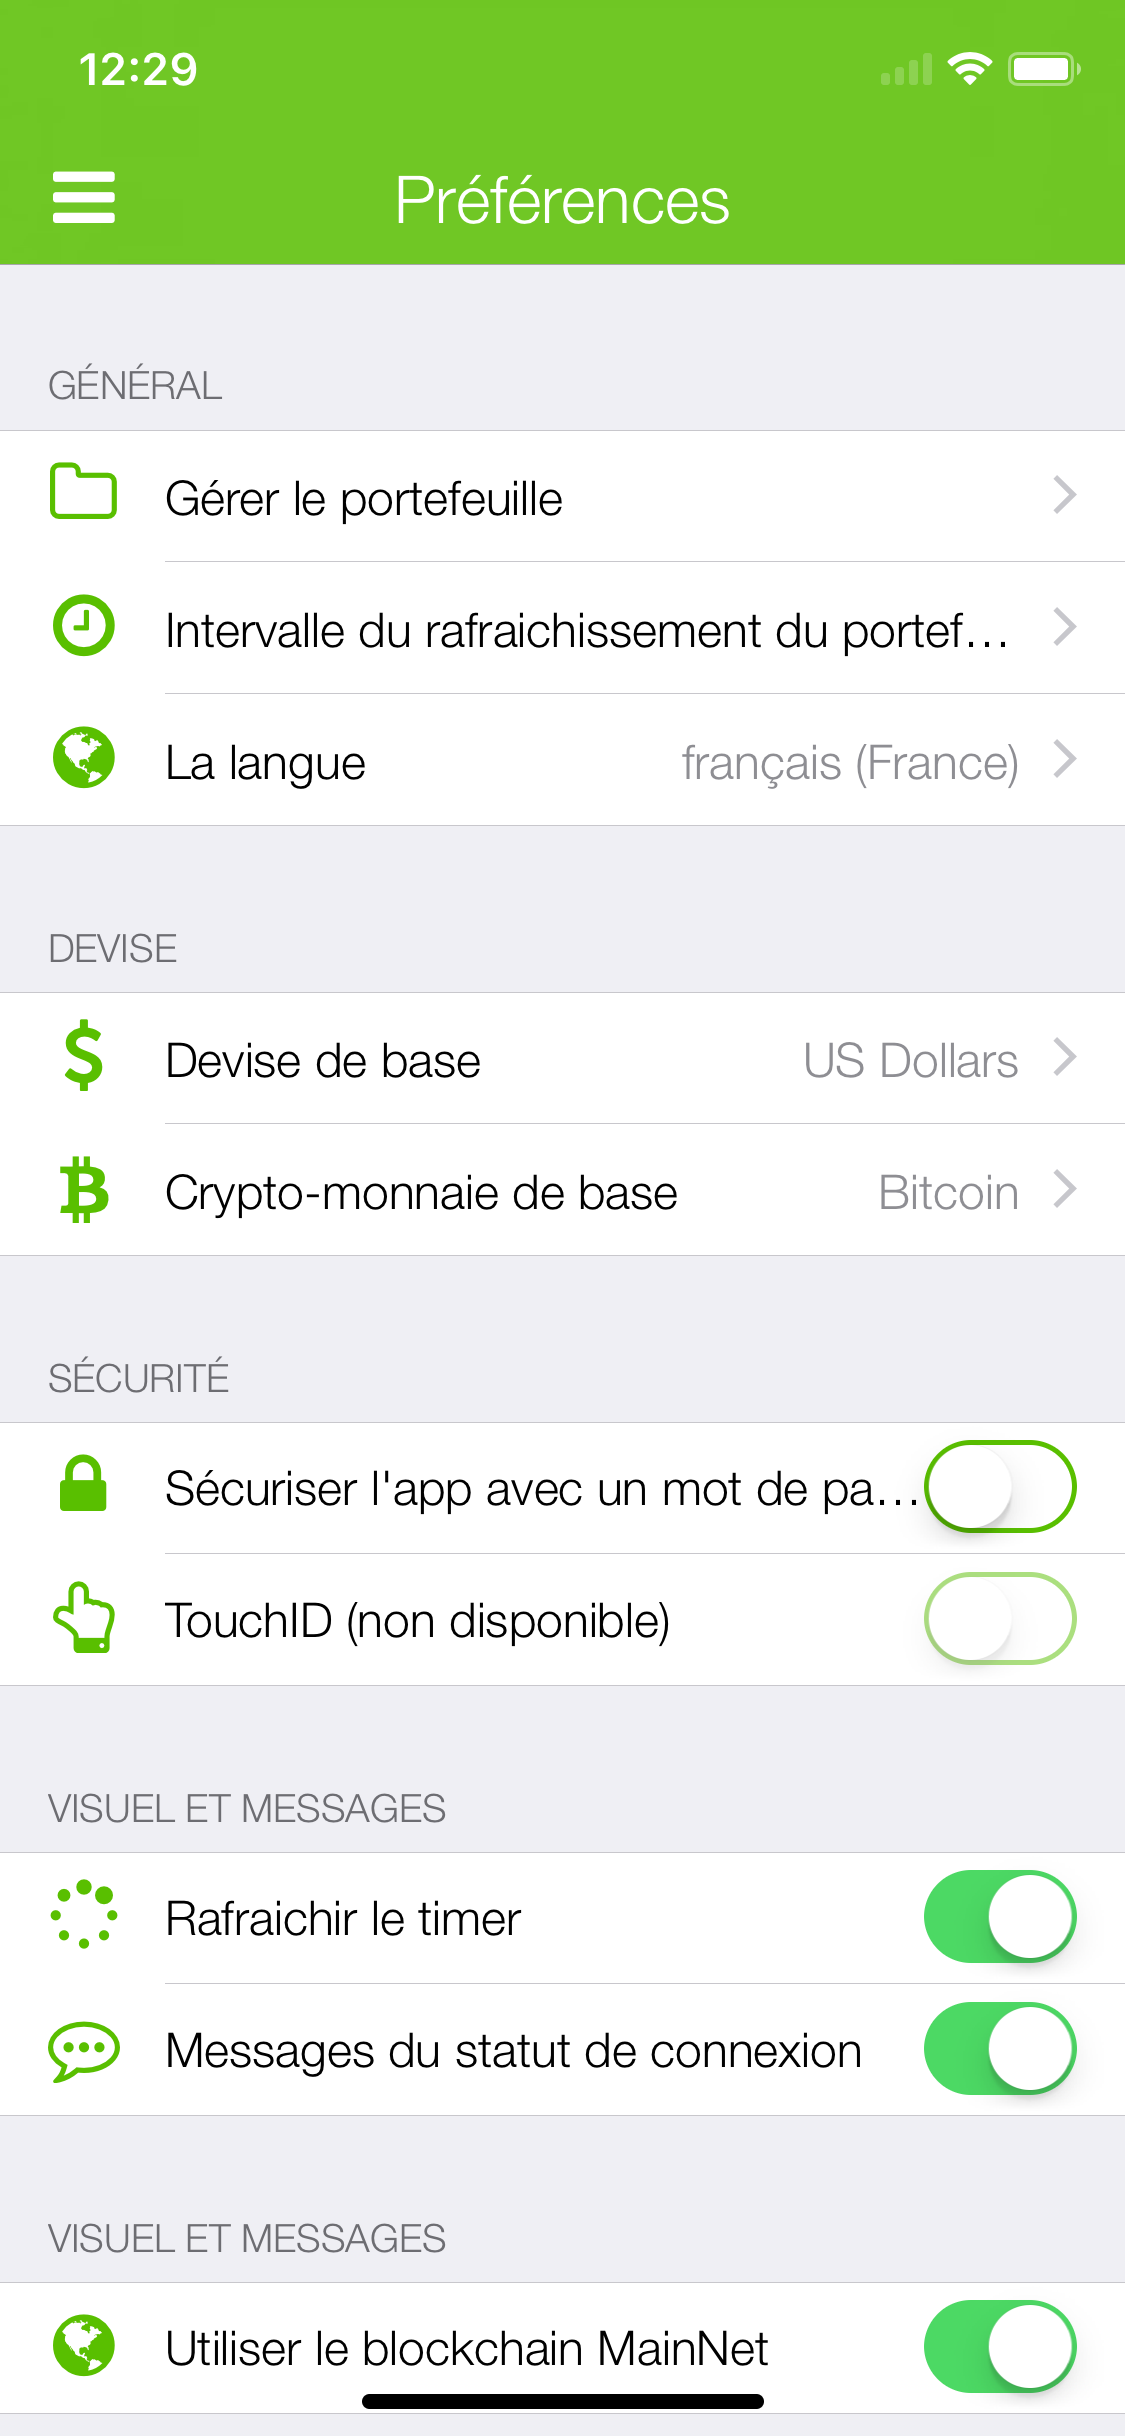 12:29
Préférences
GÉNÉRAL
Gérer le portefeuille
Intervalle du rafraichissement du portef...
La langue français (France)
DEVISE
Devise de base US Dollars
Crypto-monnaie de base Bitcoin
SÉCURITÉ
Sécuriser l'app avec un mot de pa...
TouchID (non disponible)
VISUEL ET MESSAGES
Rafraichir le timer
Messages du statut de connexion
VISUEL ET MESSAGES
Utiliser le blockchain MainNet